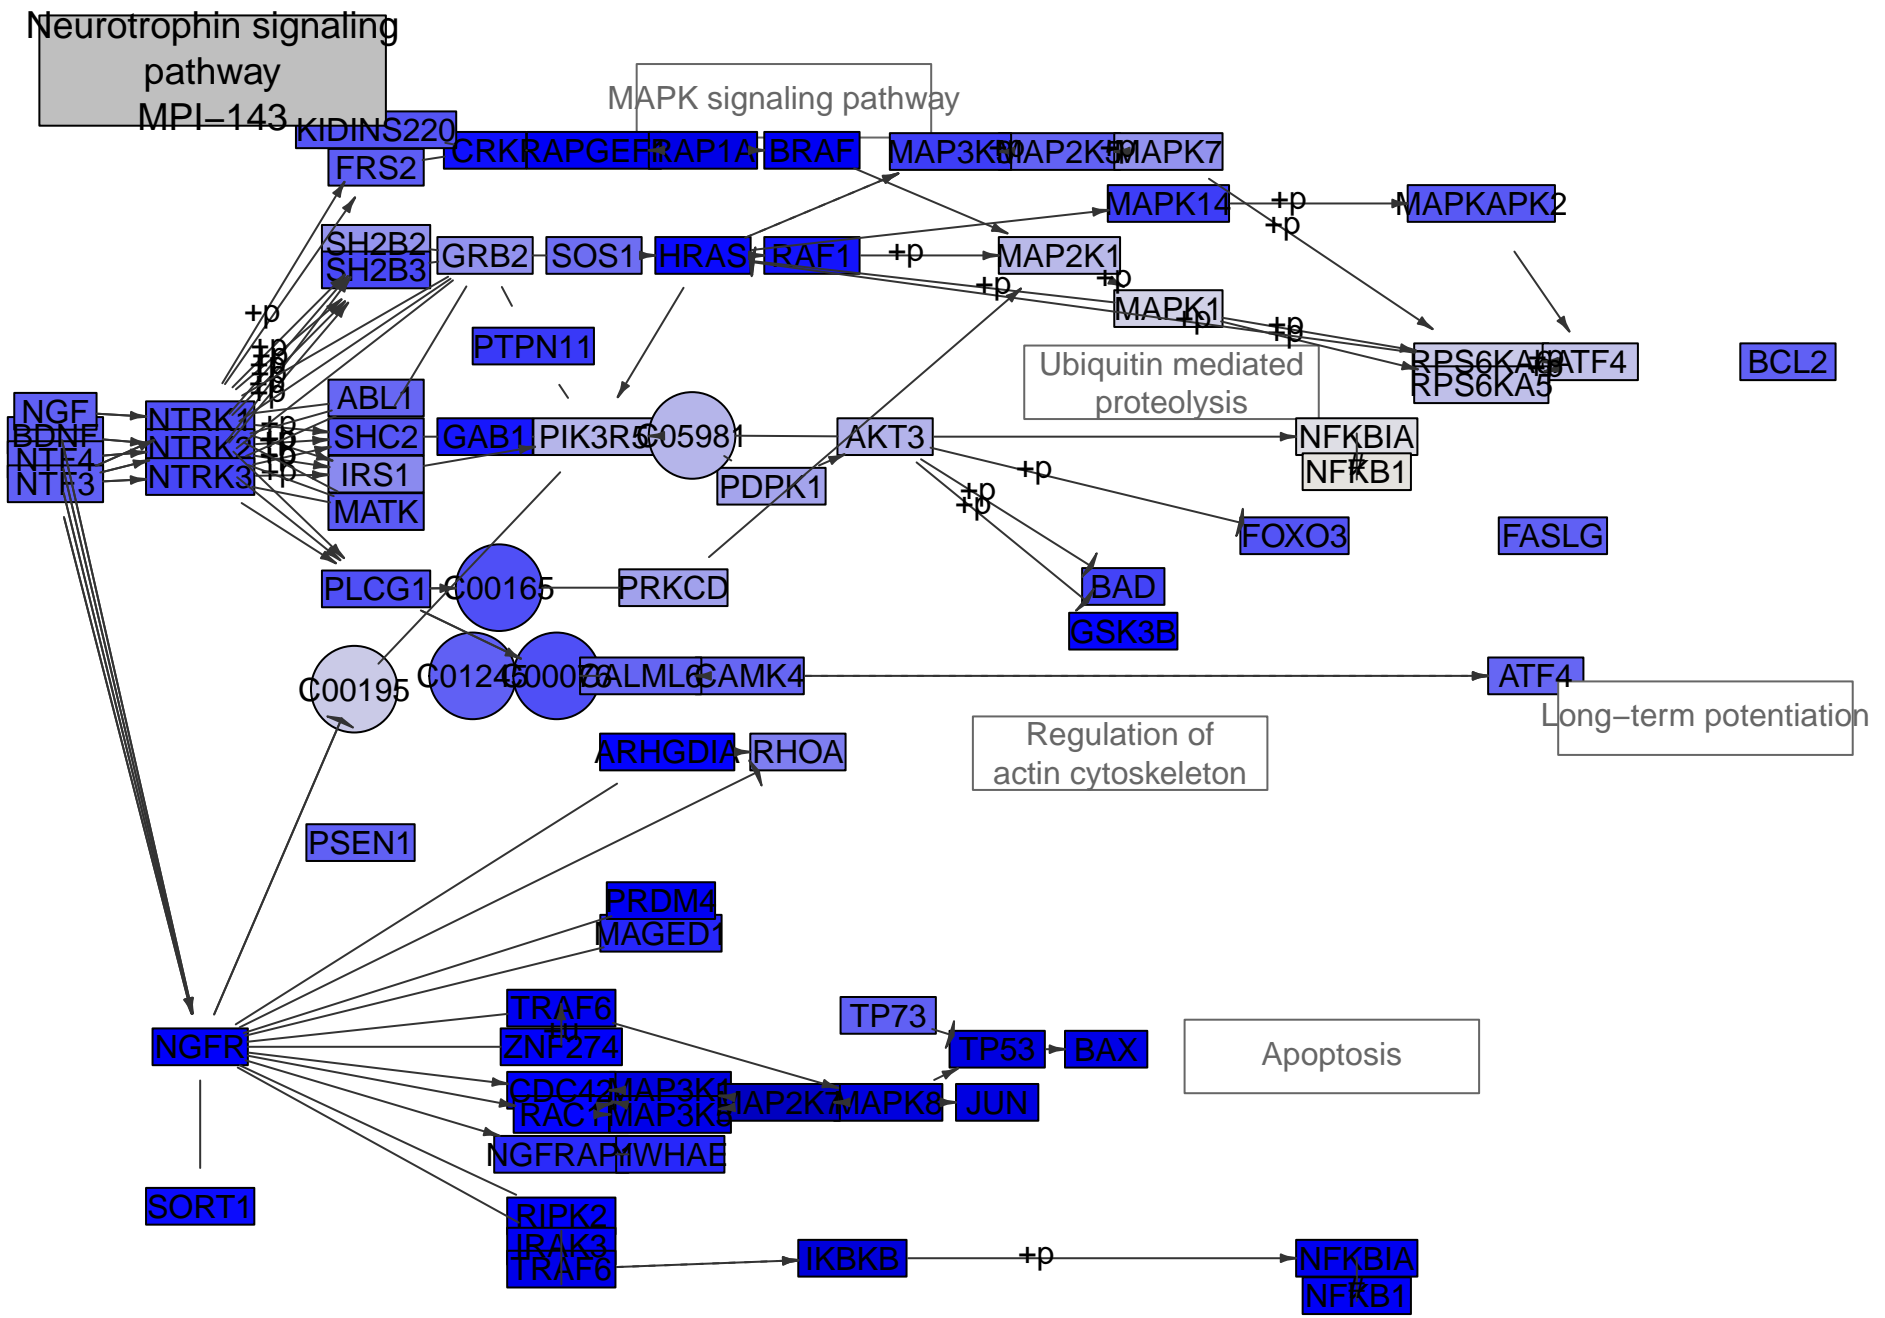 Neurotrophin signaling
pathway
MPI−143
MAPK signaling pathway
KIDINS220
FRS2
RAP1A
BRAF
MAPK7
MAPK14
+p
MAPKAPK2
+p
SH2B2
SH2B3
GRB2
SOS1
HRAS
RAF1
+p
MAP2K1
+p
+p
MAPK1
+p
+p
+p
+p
PTPN11
Ubiquitin mediated
proteolysis
RPS6KA6
RPS6KA5
ATF4
BCL2
+p
+p
+p
+p
NGF
BDNF
NTF4
NTF3
NTRK1
NTRK2
NTRK3
+p
+p
+p
+p
ABL1
SHC2
IRS1
MATK
GAB1
PIK3R5
C05981
AKT3
PDPK1
NFKBIA
NFKB1
+p
+p
+p
FOXO3
FASLG
PLCG1
C00165
PRKCD
BAD
GSK3B
C00195
C01245
C00076
CALML6
CAMK4
ATF4
Long−term potentiation
ARHGDIA
RHOA
Regulation of
actin cytoskeleton
PSEN1
PRDM4
MAGED1
TRAF6
+u
ZNF274
TP73
TP53
BAX
Apoptosis
NGFR
CDC42
RAC1
MAP3K1
MAP3K5
MAP2K7
MAPK8
JUN
NGFRAP1
YWHAE
SORT1
RIPK2
IRAK3
TRAF6
IKBKB
+p
NFKBIA
NFKB1